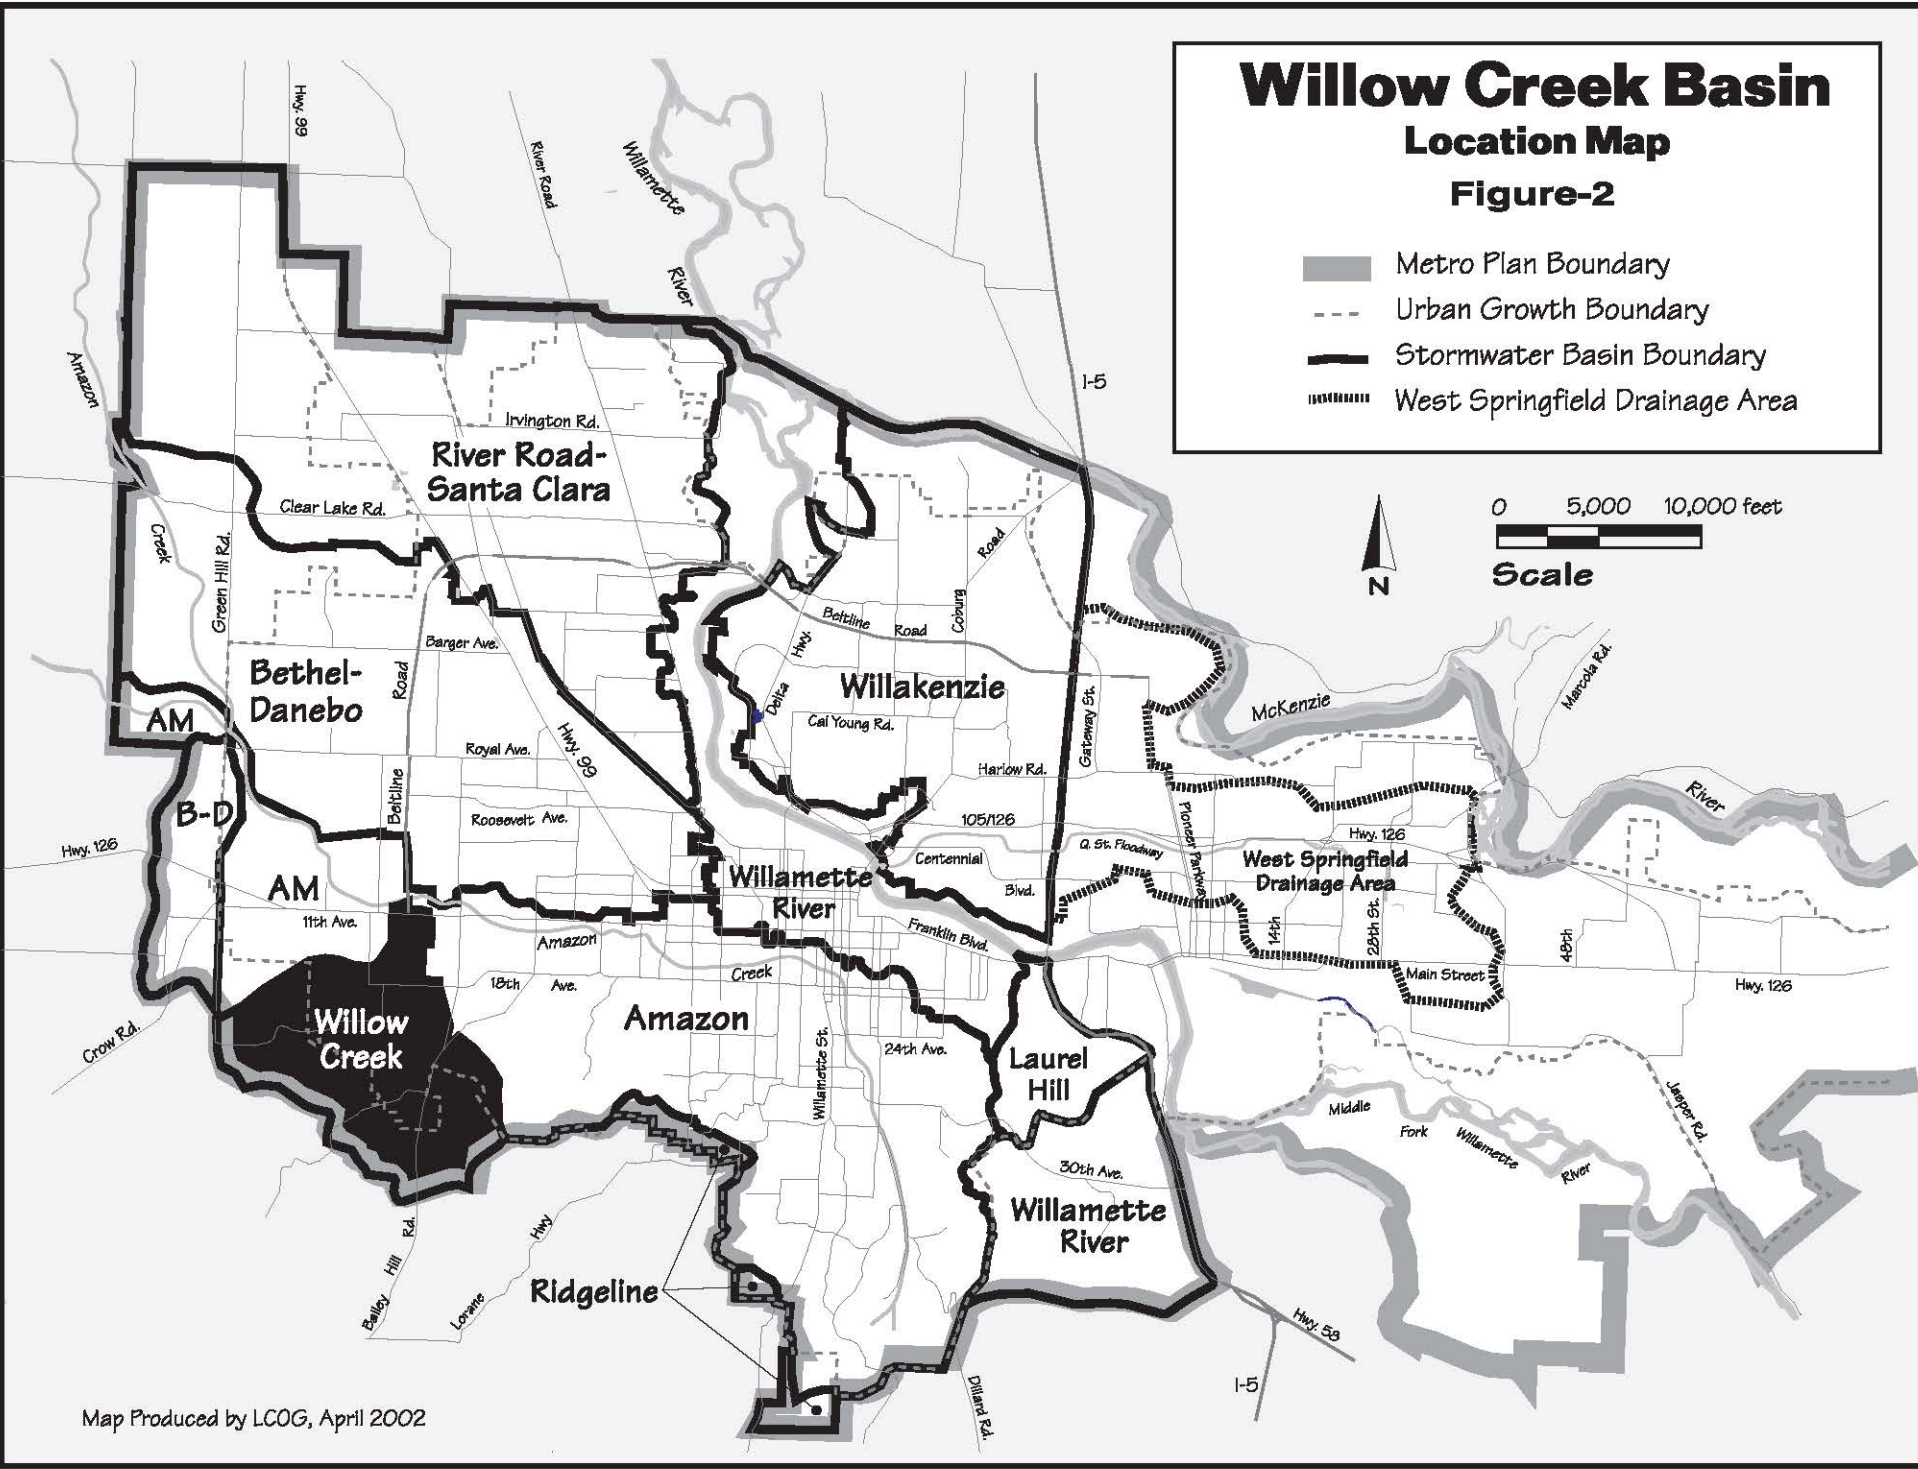 Willow Creek Basin
Location Map
Figure-2
Metro Plan Boundary
Urban Growth Boundary
Stormwater Basin Boundary
West Springfield Drainage Area
0 5,000 10,000 feet
Scale
N
Hwy. 99
River Road
Willamette
River
I-5
Amazon
Creek
Irvington Rd.
River Road-
Santa Clara
Clear Lake Rd.
Green Hill Rd.
Road
Coburg
Beltline Road
Hwy.
Delta
Barger Ave.
Bethel-
Danebo
Road
Beltline
Willakenzie
Cal Young Rd.
Gateway St.
McKenzie
River
Marcola Rd.
AM
Royal Ave.
Hwy. 99
Harlow Rd.
B-D
Roosevelt Ave.
105/126
Pioneer Parkway
Q. St. Floodway
Hwy. 126
Hwy. 126
West Springfield
Drainage Area
Centennial
Blvd.
Willamette
River
AM
11th Ave.
Amazon
Creek
Franklin Blvd.
14th
28th St.
48th
Main Street
Hwy. 126
18th Ave.
Willow
Creek
Amazon
Willamette St.
24th Ave.
Laurel
Hill
Crow Rd.
Middle
Fork
Willamette
River
Jasper Rd.
30th Ave.
Willamette
River
Bailey Hill Rd.
Lorane Hwy
Ridgeline
Hwy. 58
I-5
Dillard Rd.
Map Produced by LCOG, April 2002